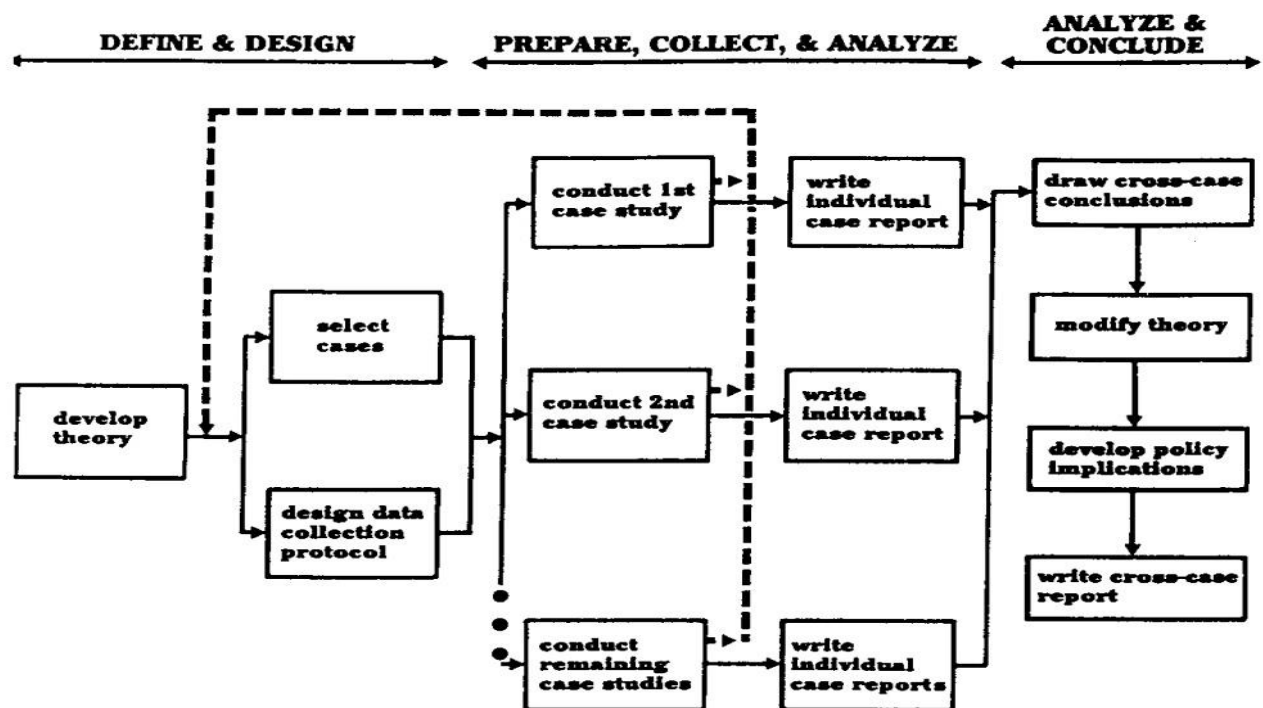 DEFINE & DESIGN
PREPARE, COLLECT, & ANALYZE
ANALYZE &
CONCLUDE
develop
theory
select
cases
design data
collection
protocol
conduct 1st
case study
conduct 2nd
case study
conduct
remaining
case studies
write
individual
case report
write
individual
case report
write
individual
case reports
draw cross-case
conclusions
modify theory
develop policy
implications
write cross-case
report